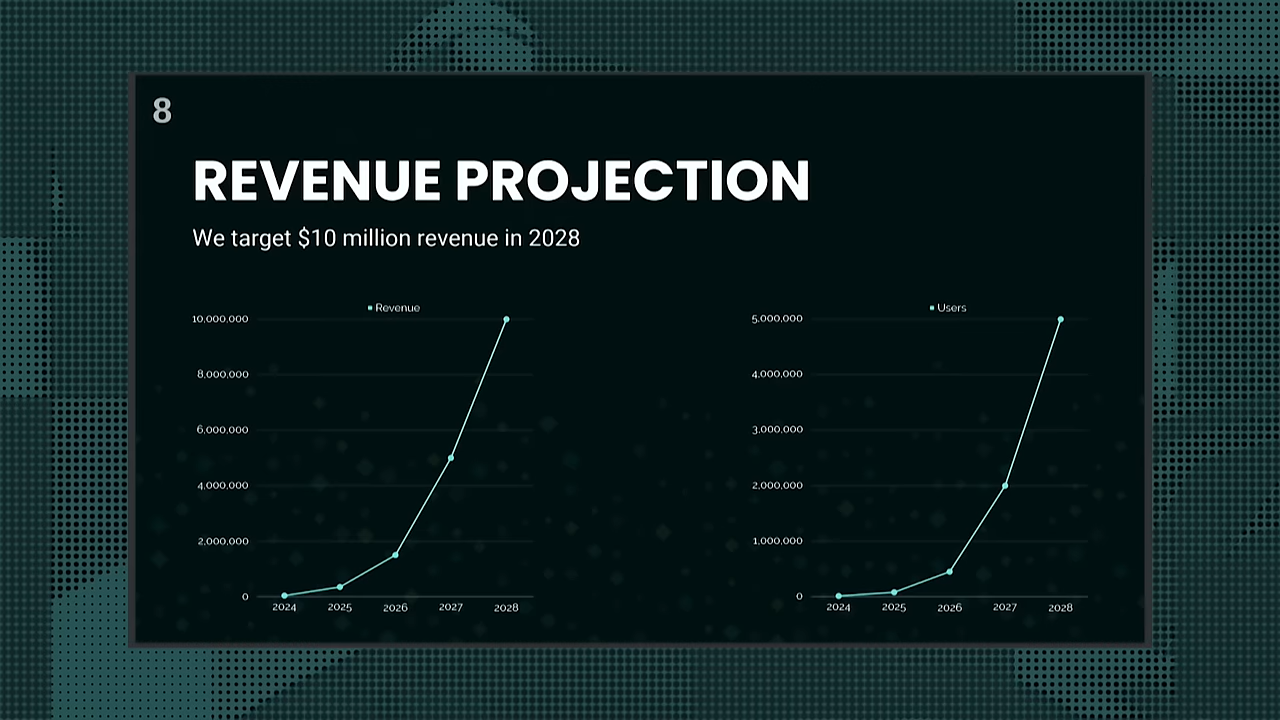 8
REVENUE PROJECTION
We target $10 million revenue in 2028
Revenue
10,000,000
8,000,000
6,000,000
4,000,000
2,000,000
0
2024 2025 2026 2027 2028
Users
5,000,000
4,000,000
3,000,000
2,000,000
1,000,000
0
2024 2025 2026 2027 2028